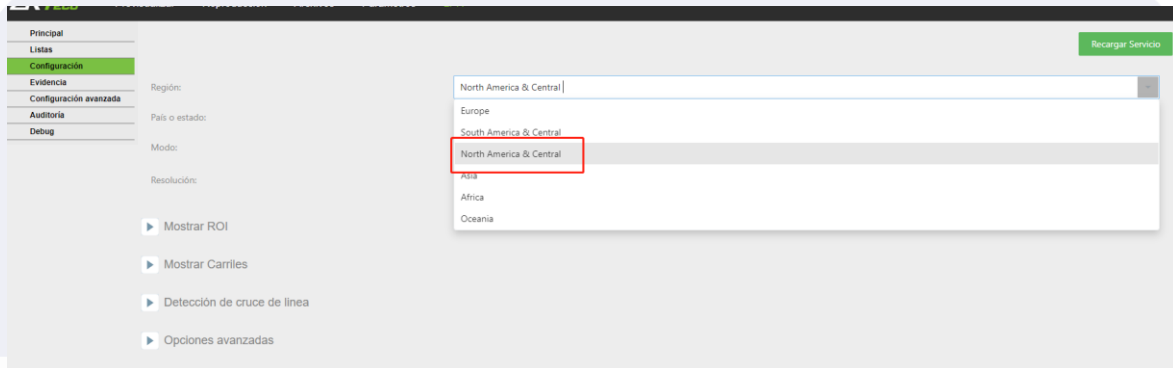 Principal
Listas
Recargar Servicio
Configuración
Evidencia
Configuración avanzada
Auditoría
Debug
Región:
North America & Central
País o estado:
Europe
South America & Central
Modo:
North America & Central
Resolución:
Asia
Africa
Oceania
Mostrar ROI
Mostrar Carriles
Detección de cruce de linea
Opciones avanzadas